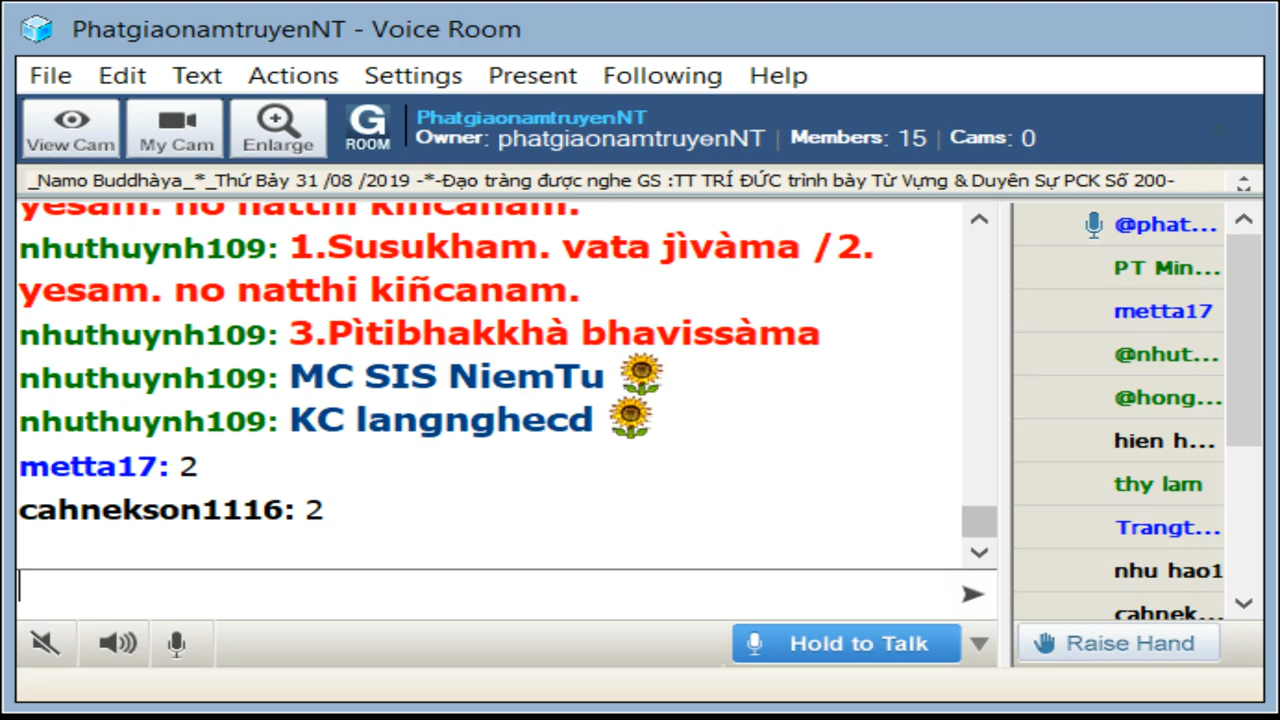 PhatgiaonamtruyenNT - Voice Room
File Edit Text Actions Settings Present Following Help
View Cam My Cam Enlarge G ROOM
PhatgiaonamtruyenNT
Owner: phatgiaonamtruyenNT | Members: 15 | Cams: 0
_Namo Buddhàya_*_Thứ Bảy 31 /08 /2019 -*-Đạo tràng được nghe GS :TT TRÍ ĐỨC trình bày Từ Vựng & Duyên Sự PCK Số 200-
yesam. no natthi kiñcanam.
nhuthuynh109: 1.Susukham. vata jìvàma /2.
yesam. no natthi kiñcanam.
nhuthuynh109: 3.Pìtibhakkhà bhavissàma
nhuthuynh109: MC SIS NiemTu
nhuthuynh109: KC langnghecd
metta17: 2
cahnekson1116: 2
@phat...
PT Min...
metta17
@nhut...
@hong...
hien h...
thy lam
Trangt...
nhu hao1
cahnek...
Hold to Talk
Raise Hand